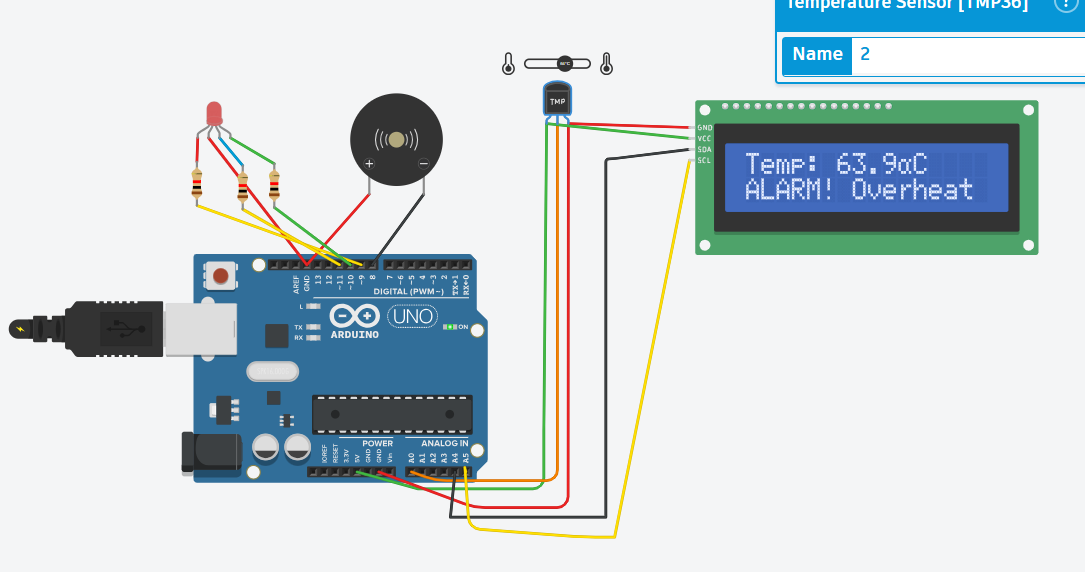 Temperature Sensor [TMP36]
?
Name 2
TMP
GND
VCC
SDA
SCL
Temp: 63.9αC
ALARM! Overheat
AREF
GND
13
12
~11
~10
~9
8
7
~6
~5
4
~3
2
TX→1
RX←0
DIGITAL (PWM~)
L
TX
RX
ARDUINO
UNO
ON
POWER
ANALOG IN
IOREF
RESET
3.3V
5V
GND
GND
Vin
A0
A1
A2
A3
A4
A5